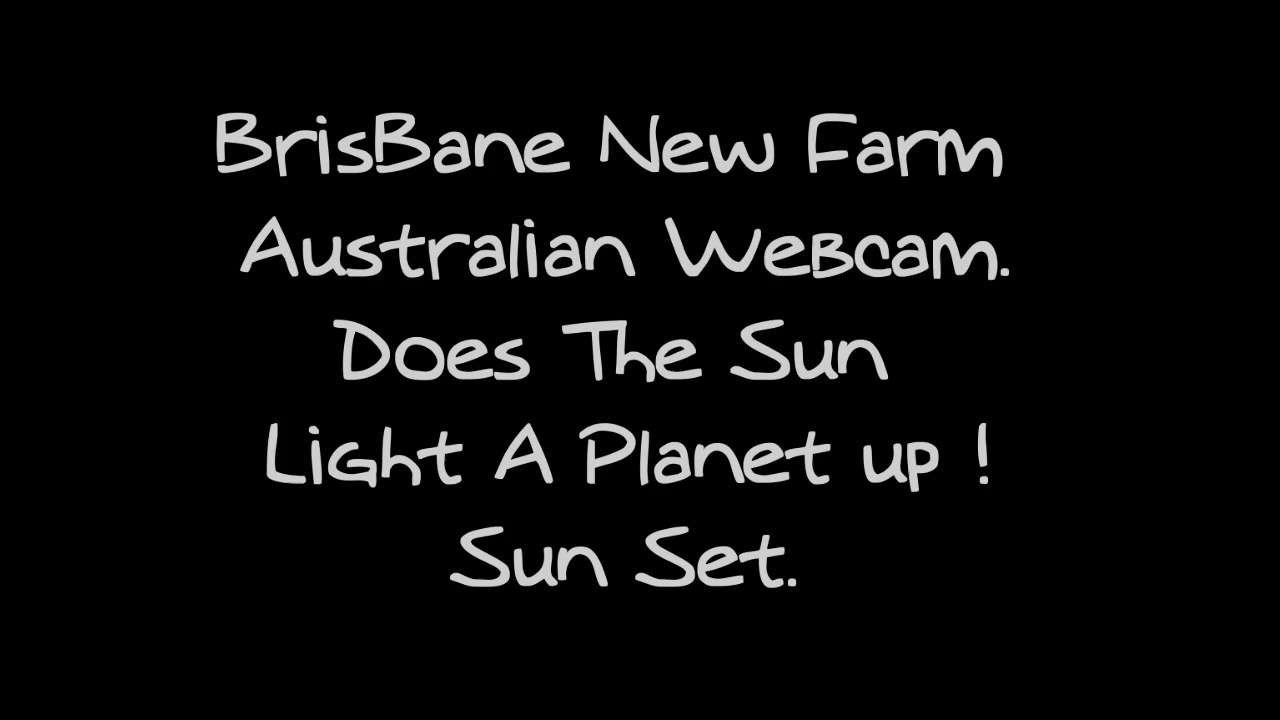 BrisBane New Farm
Australian Webcam.
Does The Sun
Light A Planet up !
Sun Set.